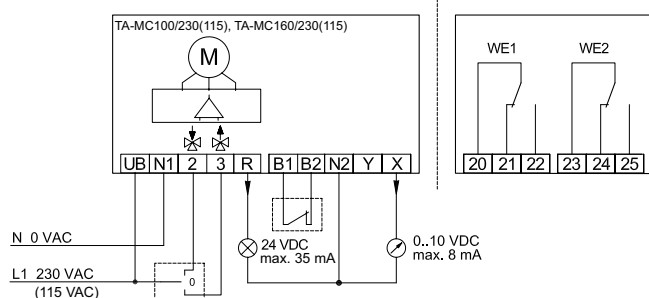 TA-MC100/230(115), TA-MC160/230(115)
M
WE1 WE2
UB N1 2 3 R B1 B2 N2 Y X
20 21 22 23 24 25
N 0 VAC
24 VDC
max. 35 mA
0..10 VDC
max. 8 mA
L1 230 VAC
(115 VAC)
0